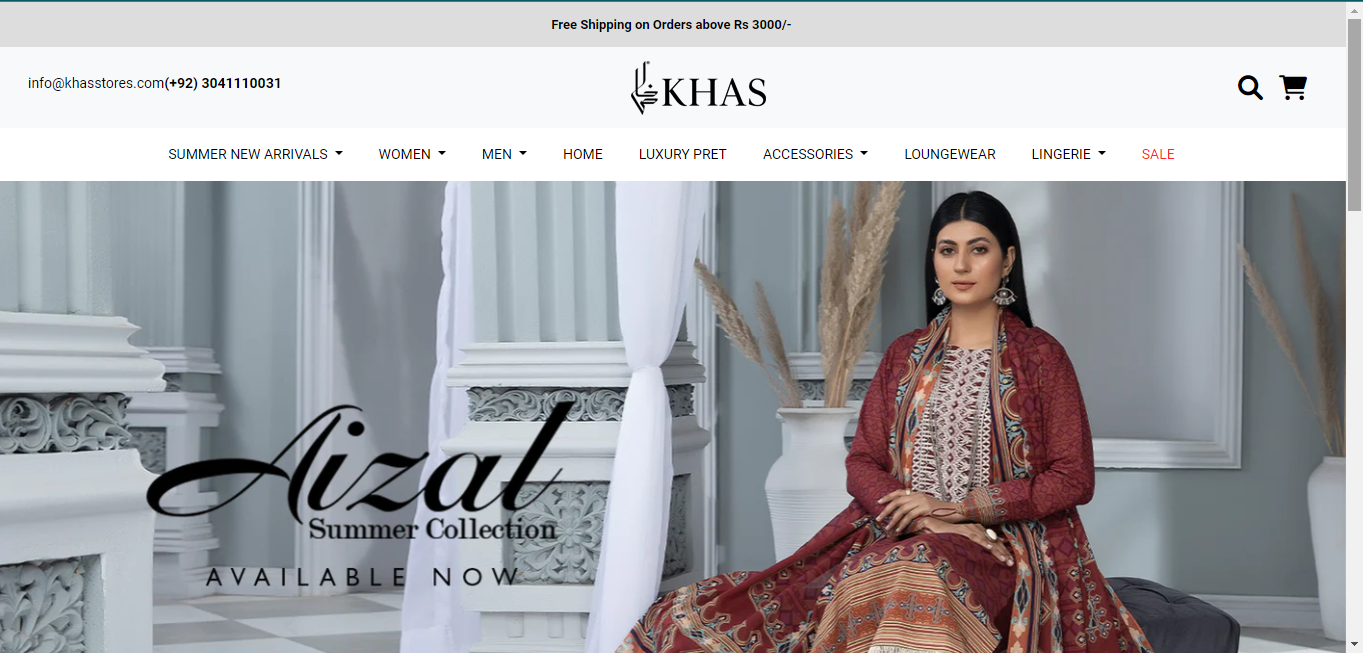 Free Shipping on Orders above Rs 3000/-
info@khasstores.com(+92) 3041110031
KHAS
SUMMER NEW ARRIVALS WOMEN MEN HOME LUXURY PRET ACCESSORIES LOUNGEWEAR LINGERIE SALE
Aizal
Summer Collection
AVAILABLE NOW